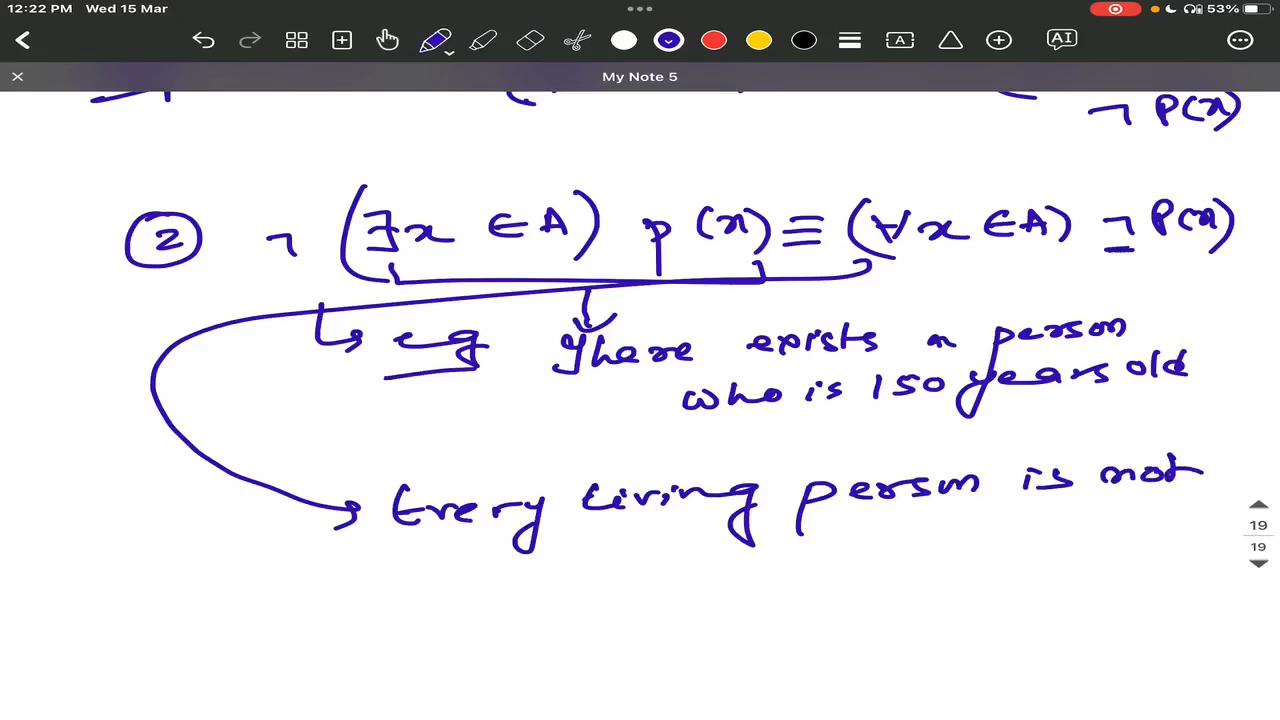 12:22 PM Wed 15 Mar
53%
A
AI
My Note 5
¬ P(x)
② ¬ (∃x ∈ A) p(x) ≡ (∀x ∈ A) ¬ P(x)
eg There exists a person
who is 150 years old
Every living person is not
19
19